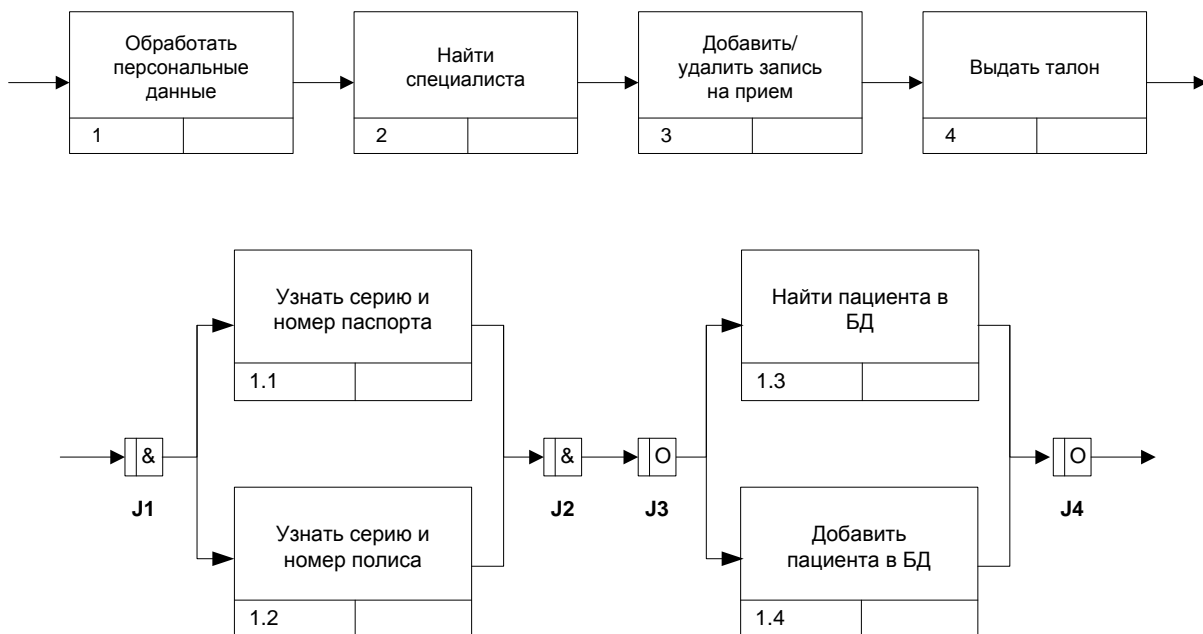 Обработать
персональные
данные
1
Найти
специалиста
2
Добавить/
удалить запись
на прием
3
Выдать талон
4
Узнать серию и
номер паспорта
1.1
Найти пациента в
БД
1.3
&
J1
&
J2
O
J3
O
J4
Узнать серию и
номер полиса
1.2
Добавить
пациента в БД
1.4